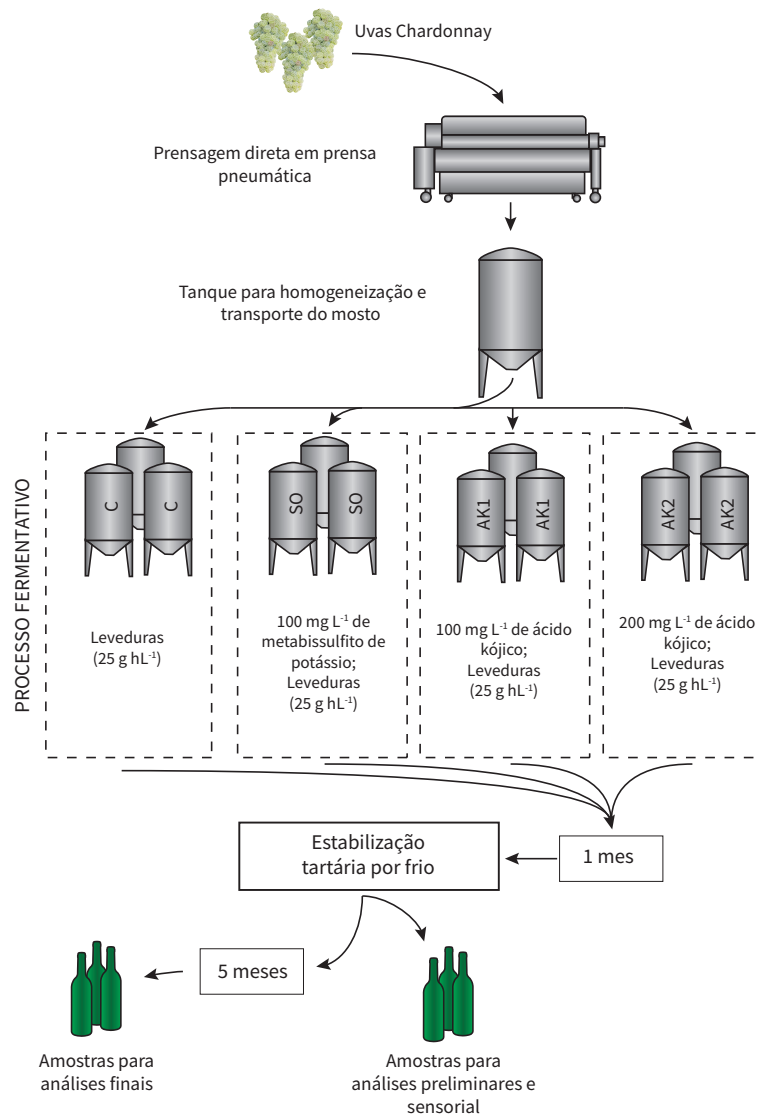 Uvas Chardonnay
Prensagem direta em prensa
pneumática
Tanque para homogeneização e
transporte do mosto
PROCESSO FERMENTATIVO
C
C
SO
SO
AK1
AK1
AK2
AK2
Leveduras
(25 g hL⁻¹)
100 mg L⁻¹ de
metabissulfito de
potássio;
Leveduras
(25 g hL⁻¹)
100 mg L⁻¹ de ácido
kójico;
Leveduras
(25 g hL⁻¹)
200 mg L⁻¹ de ácido
kójico;
Leveduras
(25 g hL⁻¹)
Estabilização
tartária por frio
1 mes
5 meses
Amostras para
análises finais
Amostras para
análises preliminares e
sensorial